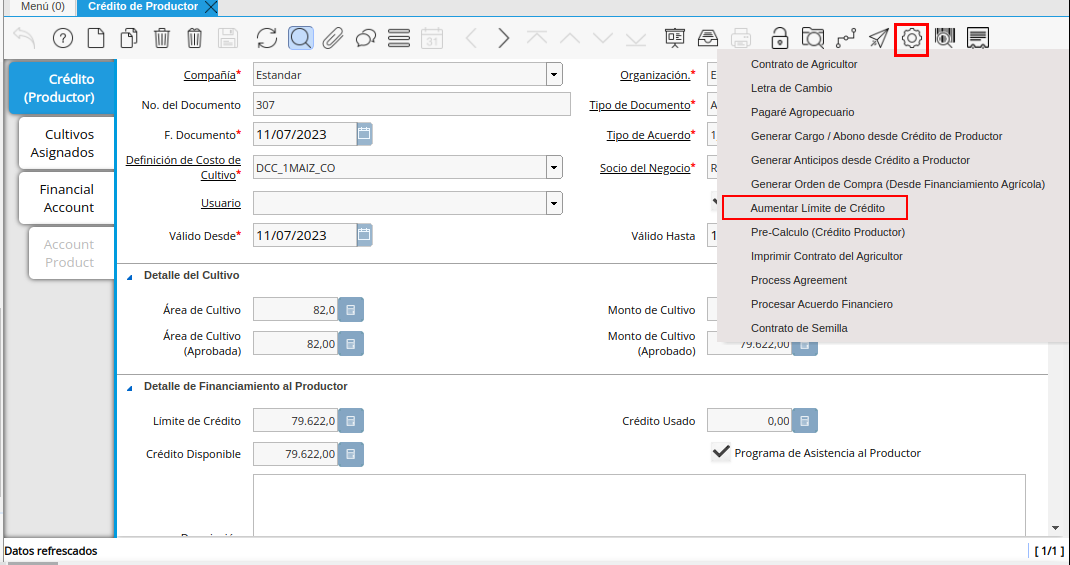 Menú (0)
Crédito de Productor
31
Crédito
(Productor)
Cultivos
Asignados
Financial
Account
Account
Product
Compañía*
Estandar
Organización.*
E
No. del Documento
307
Tipo de Documento*
A
F. Documento*
11/07/2023
Tipo de Acuerdo*
1
Definición de Costo de
Cultivo*
DCC_1MAIZ_CO
Socio del Negocio*
R
Usuario
Válido Desde*
11/07/2023
Válido Hasta
1
Contrato de Agricultor
Letra de Cambio
Pagaré Agropecuario
Generar Cargo / Abono desde Crédito de Productor
Generar Anticipos desde Crédito a Productor
Generar Orden de Compra (Desde Financiamiento Agrícola)
Aumentar Límite de Crédito
Pre-Calculo (Crédito Productor)
Imprimir Contrato del Agricultor
Process Agreement
Procesar Acuerdo Financiero
Contrato de Semilla
Detalle del Cultivo
Área de Cultivo
82,0
Monto de Cultivo
Área de Cultivo
(Aprobada)
82,00
Monto de Cultivo
(Aprobado)
79.622,00
Detalle de Financiamiento al Productor
Límite de Crédito
79.622,0
Crédito Usado
0,00
Crédito Disponible
79.622,00
Programa de Asistencia al Productor
Datos refrescados
[ 1/1 ]